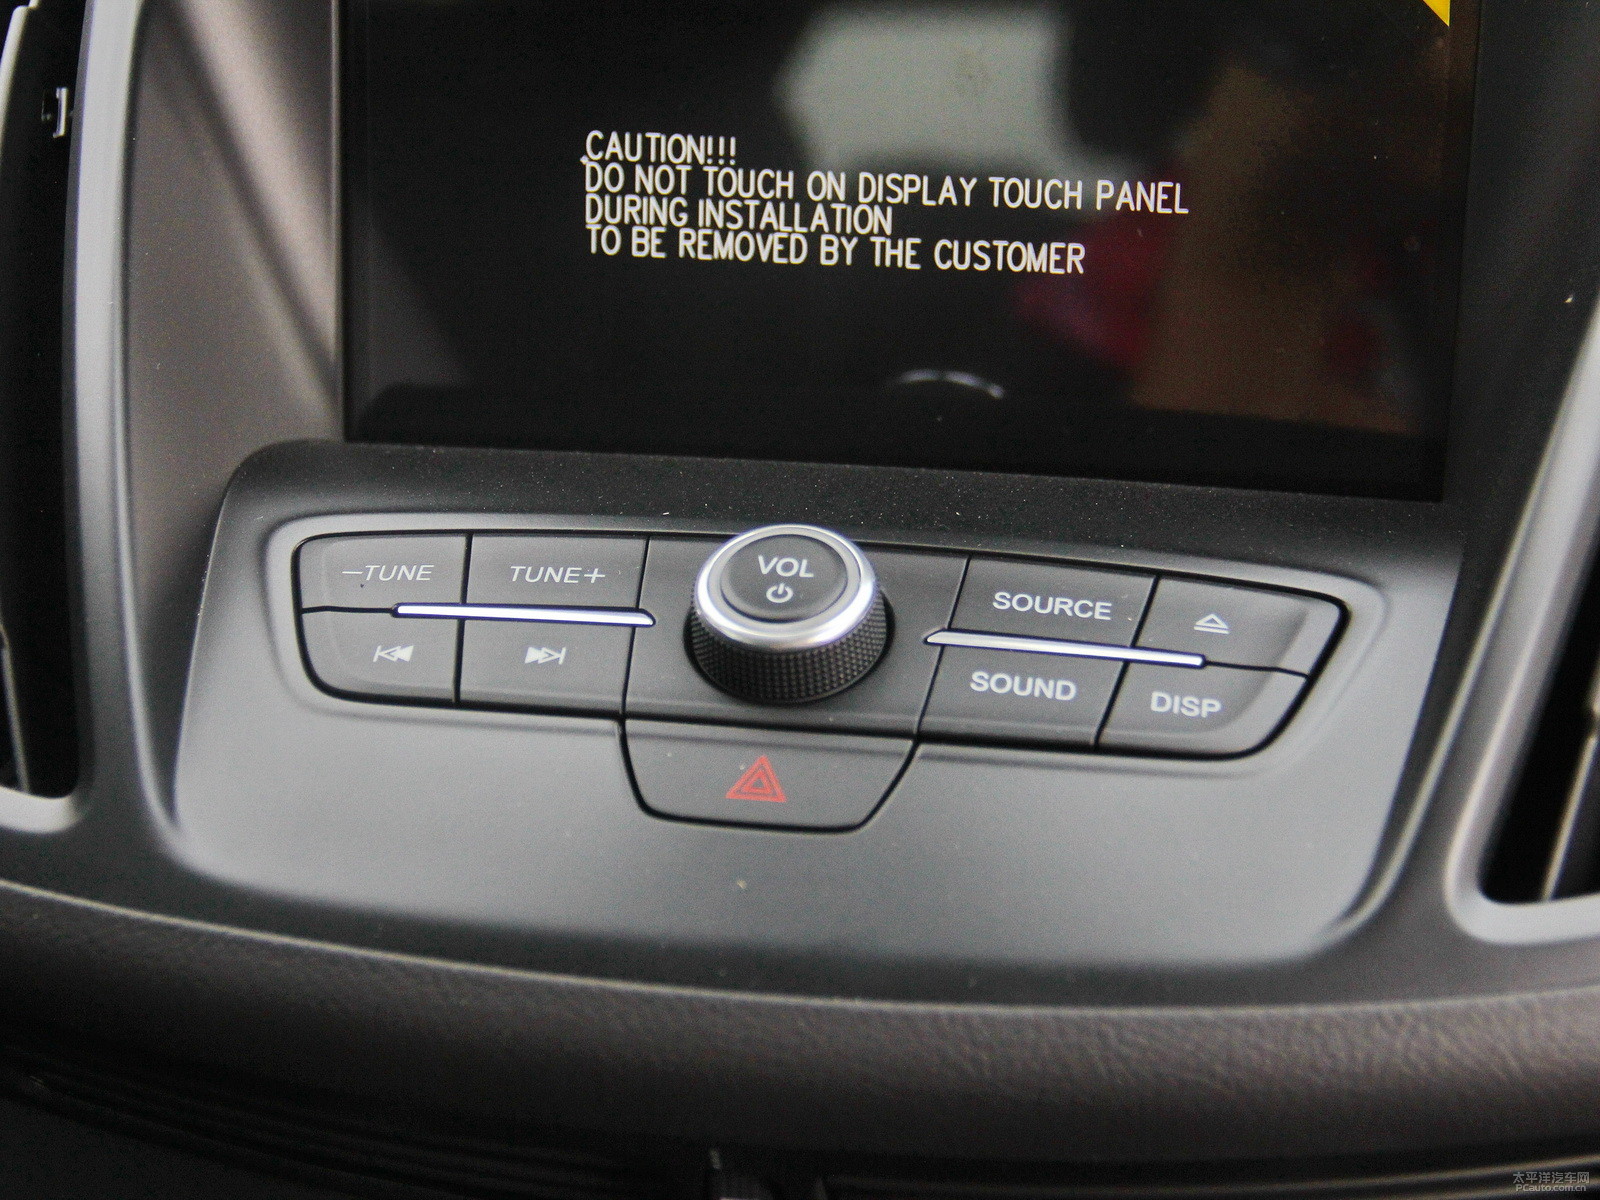 CAUTION!!!
DO NOT TOUCH ON DISPLAY TOUCH PANEL
DURING INSTALLATION
TO BE REMOVED BY THE CUSTOMER
−TUNE
TUNE+
VOL
SOURCE
SOUND
DISP
太平洋汽车网
PCauto.com.cn